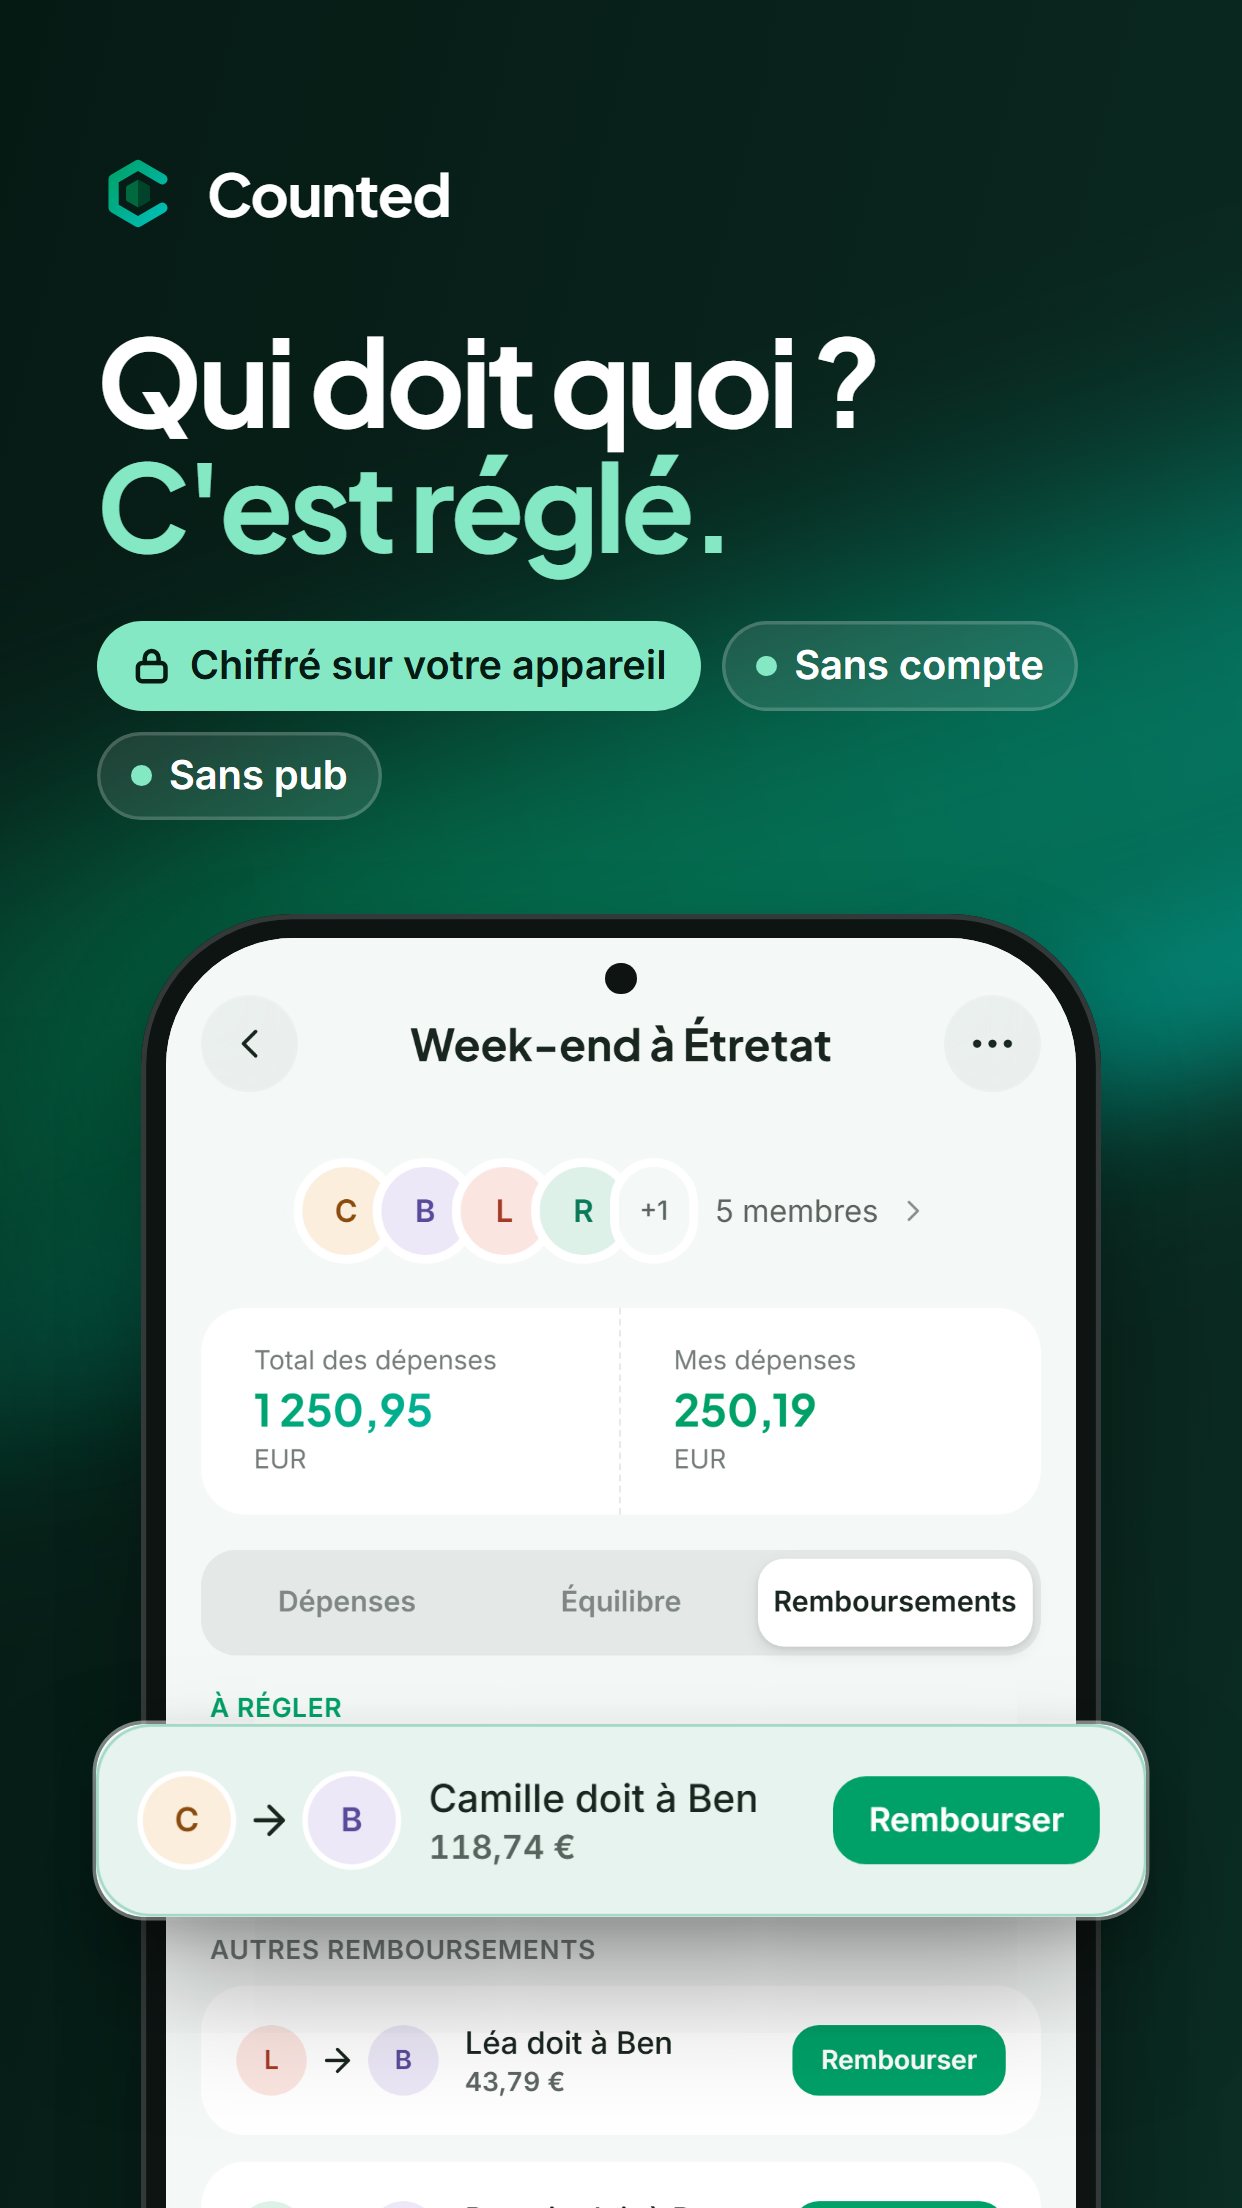 Counted
Qui doit quoi ?
C'est réglé.
Chiffré sur votre appareil
Sans compte
Sans pub
Week-end à Étretat
C B L R +1 5 membres
Total des dépenses
1 250,95
EUR
Mes dépenses
250,19
EUR
Dépenses
Équilibre
Remboursements
À RÉGLER
C B
Camille doit à Ben
118,74 €
Rembourser
AUTRES REMBOURSEMENTS
L B
Léa doit à Ben
43,79 €
Rembourser